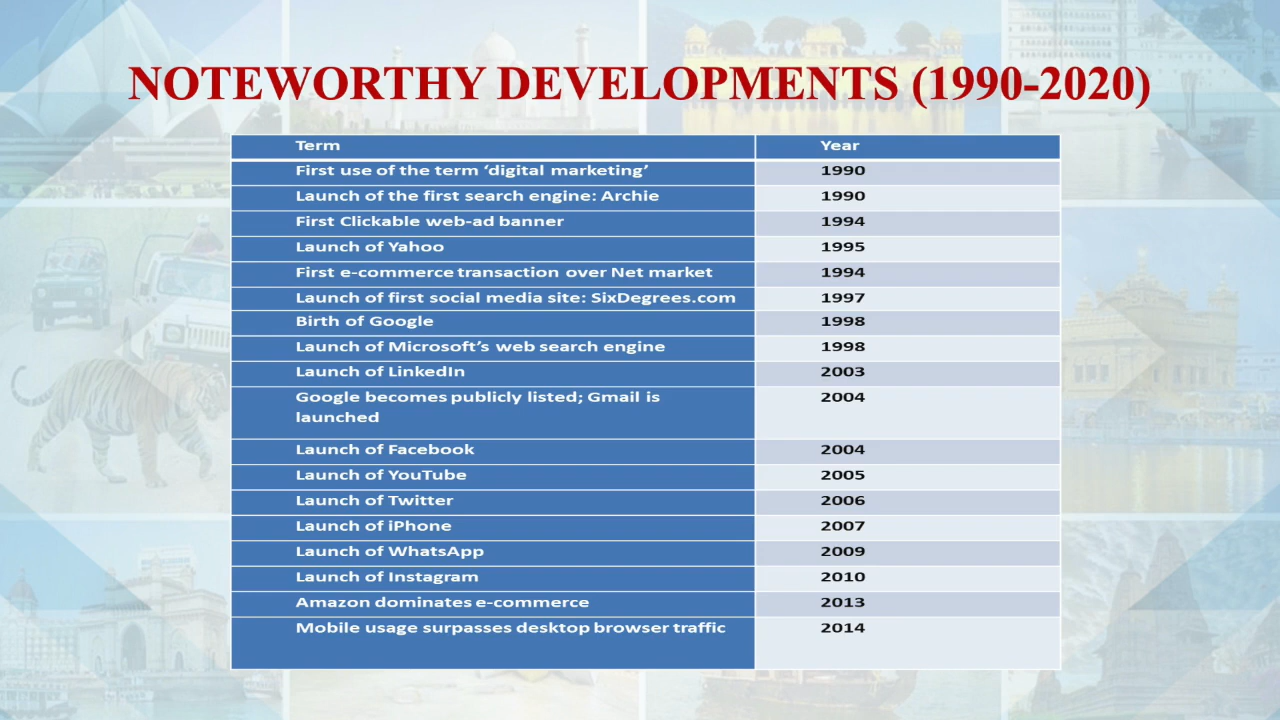 NOTEWORTHY DEVELOPMENTS (1990-2020)
Term Year
First use of the term ‘digital marketing’ 1990
Launch of the first search engine: Archie 1990
First Clickable web-ad banner 1994
Launch of Yahoo 1995
First e-commerce transaction over Net market 1994
Launch of first social media site: SixDegrees.com 1997
Birth of Google 1998
Launch of Microsoft’s web search engine 1998
Launch of LinkedIn 2003
Google becomes publicly listed; Gmail is 2004
launched
Launch of Facebook 2004
Launch of YouTube 2005
Launch of Twitter 2006
Launch of iPhone 2007
Launch of WhatsApp 2009
Launch of Instagram 2010
Amazon dominates e-commerce 2013
Mobile usage surpasses desktop browser traffic 2014